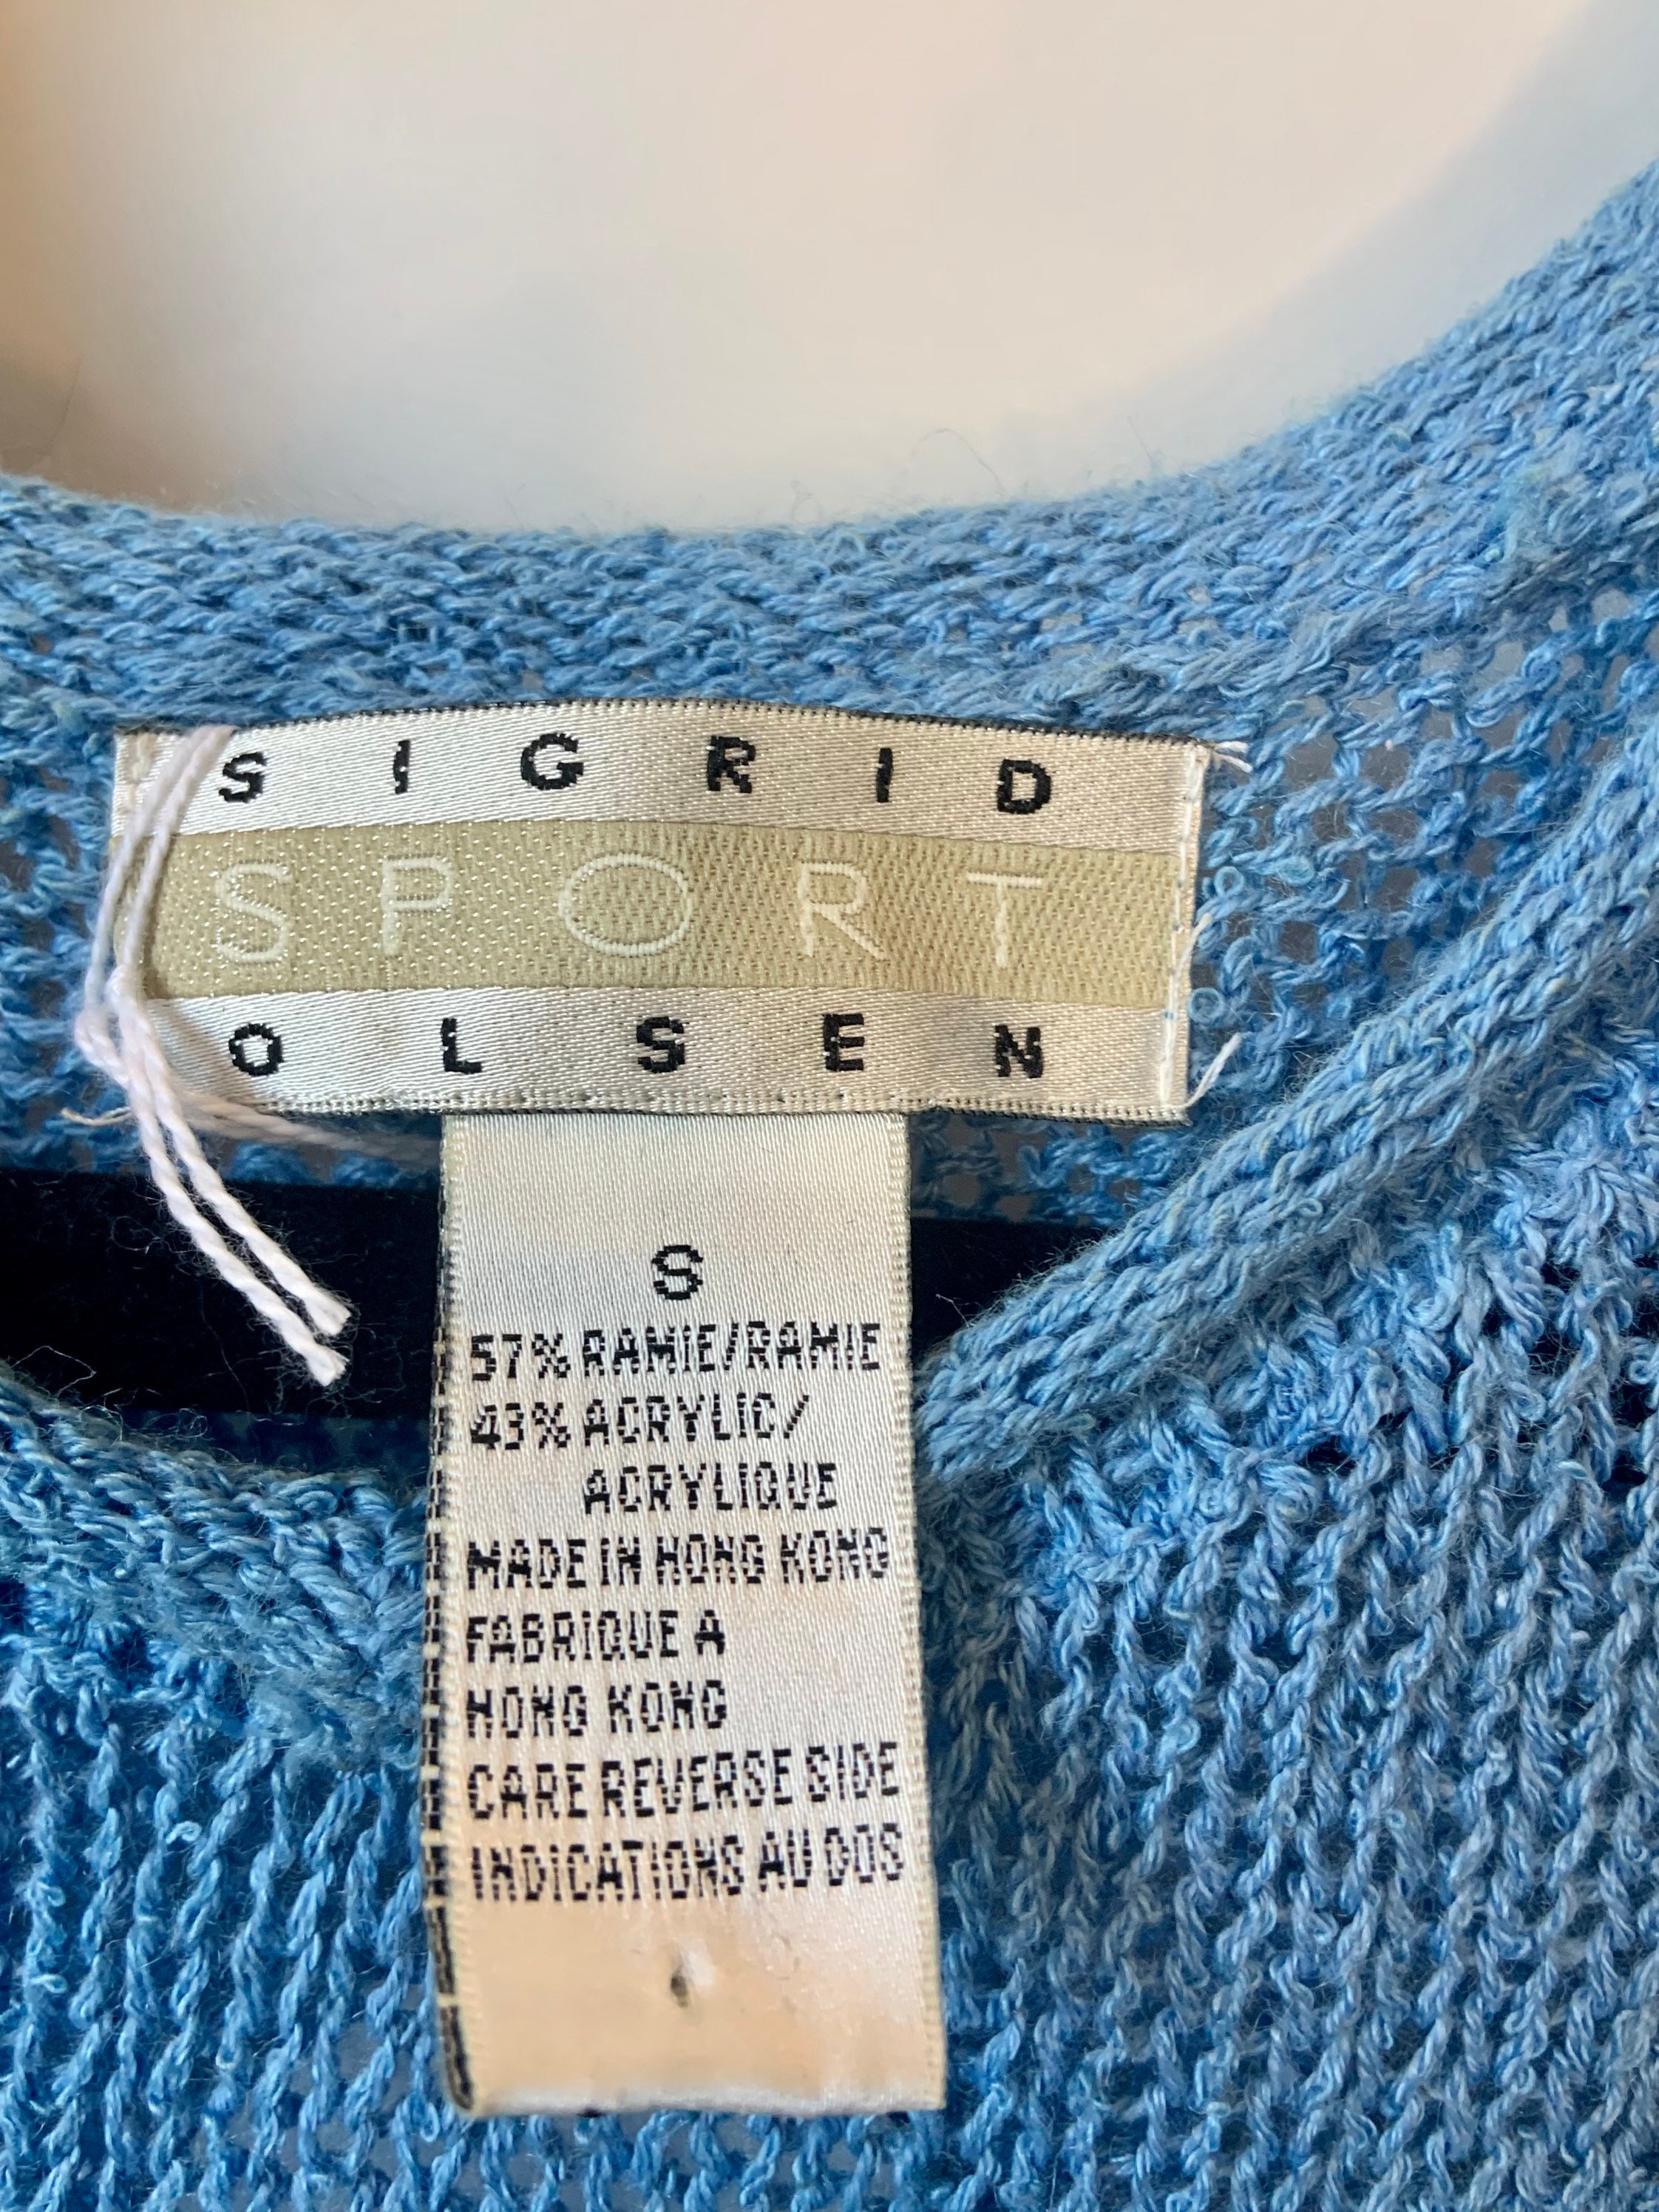 SIGRID
SPORT
OLSEN
S
57% RAMIE/RAMIE
43% ACRYLIC/
ACRYLIQUE
MADE IN HONG KONG
FABRIQUE A
HONG KONG
CARE REVERSE SIDE
INDICATIONS AU DOS